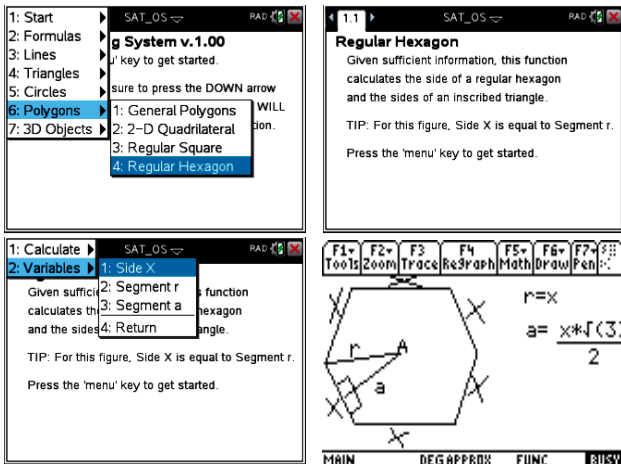 1: Start
2: Formulas
3: Lines
4: Triangles
5: Circles
6: Polygons
7: 3D Objects
SAT_OS
RAD
g System v.1.00
u' key to get started.
sure to press the DOWN arrow
WILL
tion.
1: General Polygons
2: 2-D Quadrilateral
3: Regular Square
4: Regular Hexagon
1.1
SAT_OS
RAD
Regular Hexagon
Given sufficient information, this function
calculates the side of a regular hexagon
and the sides of an inscribed triangle.
TIP: For this figure, Side X is equal to Segment r.
Press the 'menu' key to get started.
1: Calculate
2: Variables
SAT_OS
RAD
1: Side X
2: Segment r
3: Segment a
4: Return
Given suffici
s function
calculates th
hexagon
and the sides
angle.
TIP: For this figure, Side X is equal to Segment r.
Press the 'menu' key to get started.
F1 F2 F3 F4 F5 F6 F7
Tools Zoom Trace ReGraph Math Draw Pen
X
X
X
X
X
X
r
A
a
r=x
a= x*√(3)
2
MAIN DEG APPROX FUNC BUSY